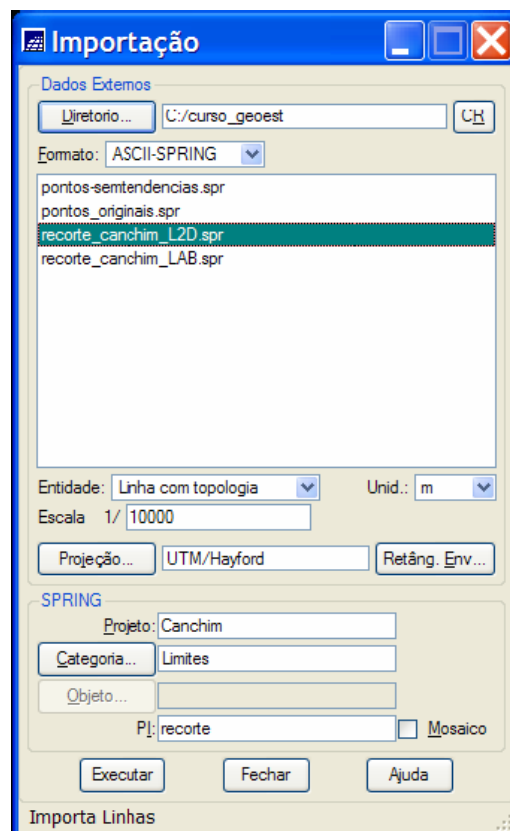 Importação
Dados Externos
Diretorio... C:/curso_geoest CR
Formato: ASCII-SPRING
pontos-semtendencias.spr
pontos_originais.spr
recorte_canchim_L2D.spr
recorte_canchim_LAB.spr
Entidade: Linha com topologia Unid.: m
Escala 1/ 10000
Projeção... UTM/Hayford Retâng. Env...
SPRING
Projeto: Canchim
Categoria... Limites
Objeto...
PI: recorte Mosaico
Executar Fechar Ajuda
Importa Linhas